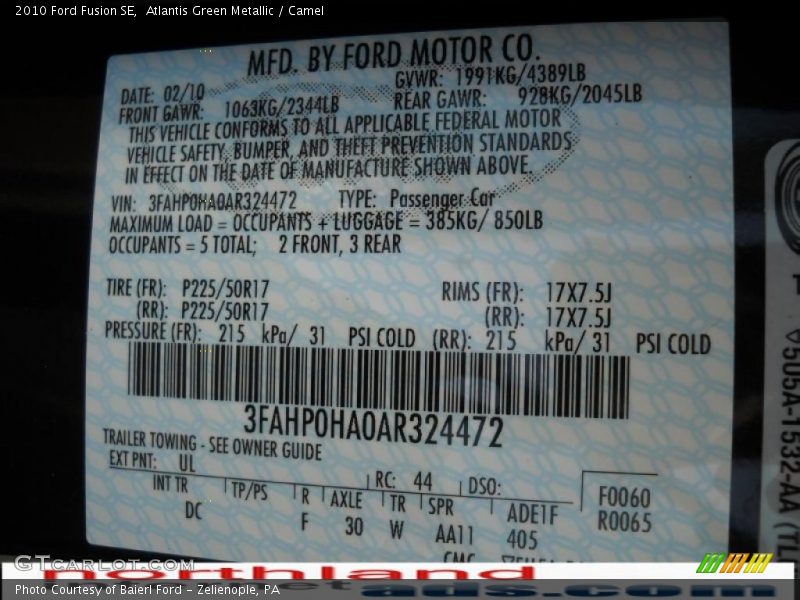 2010 Ford Fusion SE, Atlantis Green Metallic / Camel
MFD. BY FORD MOTOR CO.
DATE: 02/10 GVWR: 1991KG/4389LB
FRONT GAWR: 1063KG/2344LB REAR GAWR: 928KG/2045LB
THIS VEHICLE CONFORMS TO ALL APPLICABLE FEDERAL MOTOR
VEHICLE SAFETY, BUMPER, AND THEFT PREVENTION STANDARDS
IN EFFECT ON THE DATE OF MANUFACTURE SHOWN ABOVE.
VIN: 3FAHP0HA0AR324472 TYPE: Passenger Car
MAXIMUM LOAD = OCCUPANTS + LUGGAGE = 385KG/ 850LB
OCCUPANTS = 5 TOTAL; 2 FRONT, 3 REAR
TIRE (FR): P225/50R17 RIMS (FR): 17X7.5J
(RR): P225/50R17 (RR): 17X7.5J
PRESSURE (FR): 215 kPa/ 31 PSI COLD (RR): 215 kPa/ 31 PSI COLD
3FAHP0HA0AR324472
TRAILER TOWING - SEE OWNER GUIDE
EXT PNT: UL RC: 44 DSO:
INT TR TP/PS R AXLE TR SPR ADE1F F0060
DC F 30 W AA11 405 R0065
5U5A-1532-AA
GTCarLot.com
northland
Photo Courtesy of Baierl Ford - Zelienople, PA